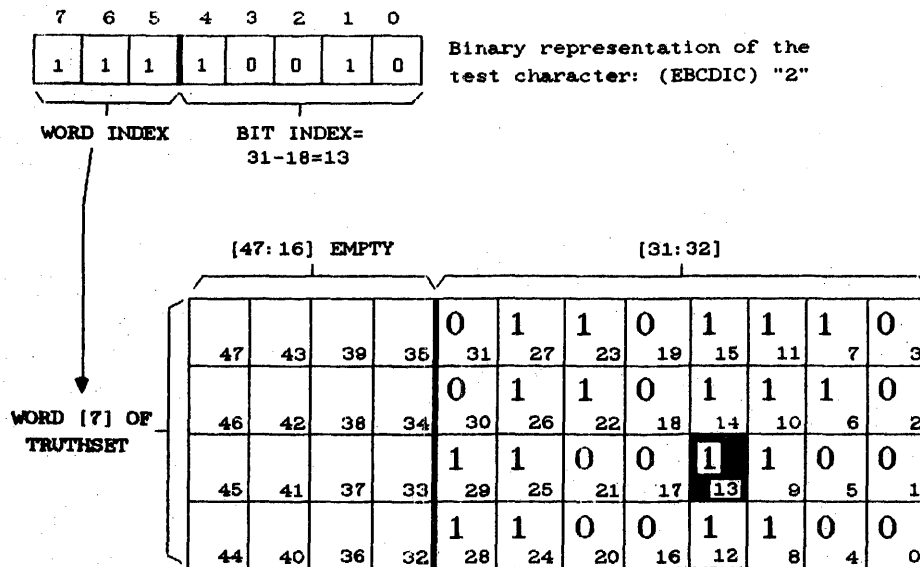 7 6 5 4 3 2 1 0
1 1 1 1 0 0 1 0
Binary representation of the
test character: (EBCDIC) "2"
WORD INDEX
BIT INDEX=
31-18=13
[47:16] EMPTY
[31:32]
0 1 1 0 1 1 1 0
47 43 39 35 31 27 23 19 15 11 7 3
WORD [7] OF
TRUTHSET
0 1 1 0 1 1 1 0
46 42 38 34 30 26 22 18 14 10 6 2
1 1 0 0 1 1 0 0
45 41 37 33 29 25 21 17 13 9 5 1
1 1 0 0 1 1 0 0
44 40 36 32 28 24 20 16 12 8 4 0